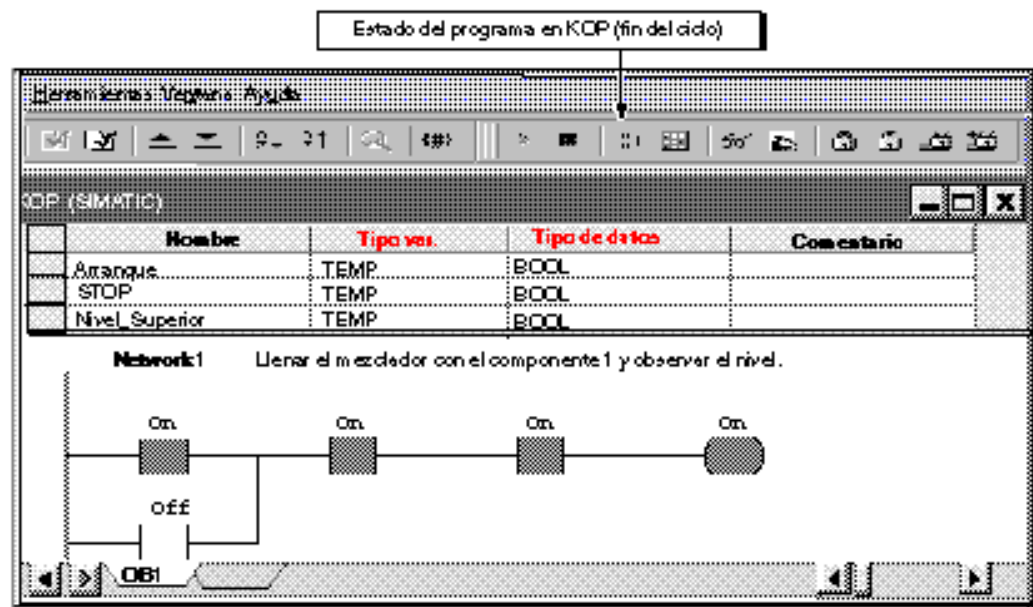 Estado del programa en KOP (fin del ciclo)
Herramientas Ventana Ayuda
KOP (SIMATIC)
Nombre Tipo var. Tipo de datos Comentario
Arranque TEMP BOOL
STOP TEMP BOOL
Nivel_Superior TEMP BOOL
Network1 Llenar el mezclador con el componente 1 y observar el nivel.
On On On On
Off
OB1